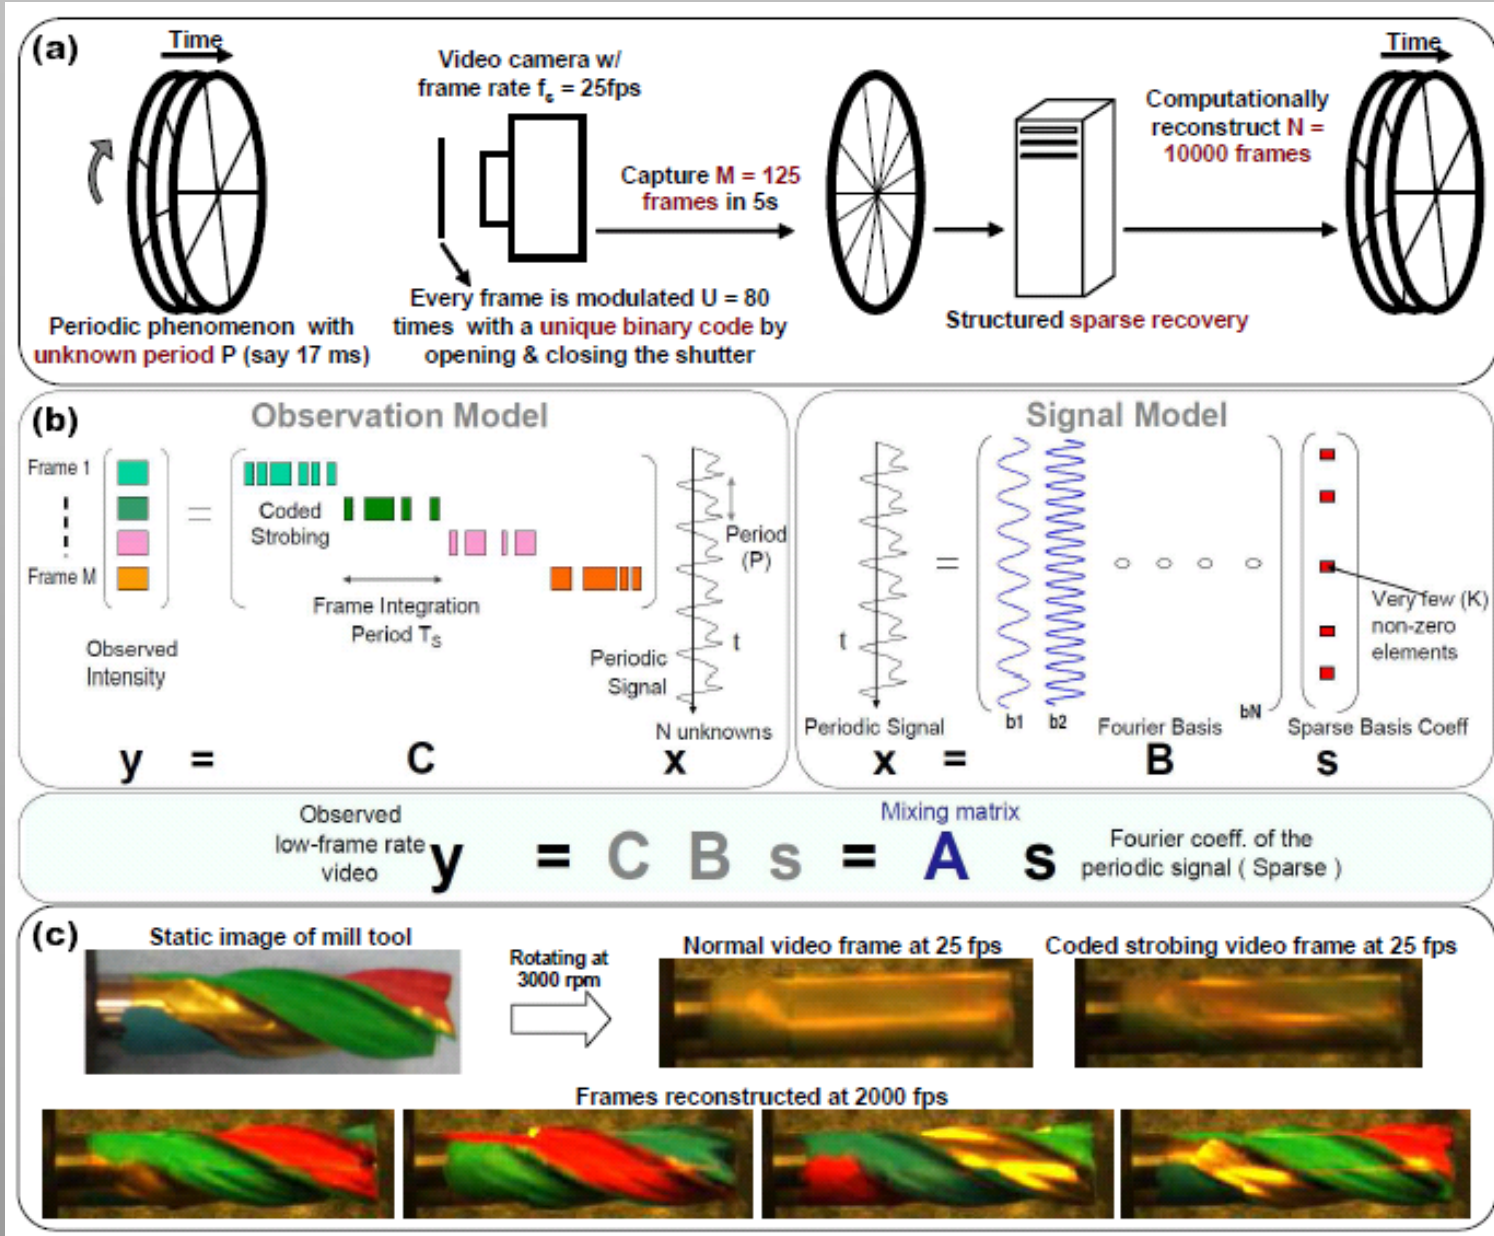 (a)
Time
Video camera w/
frame rate fs = 25fps
Capture M = 125
frames in 5s
Computationally
reconstruct N =
10000 frames
Time
Periodic phenomenon with
unknown period P (say 17 ms)
Every frame is modulated U = 80
times with a unique binary code by
opening & closing the shutter
Structured sparse recovery
(b)
Observation Model
Frame 1
Frame M
=
Coded
Strobing
Frame Integration
Period TS
Observed
Intensity
Period
(P)
t
Periodic
Signal
N unknowns
y = C x
Signal Model
t
=
Very few (K)
non-zero
elements
b1 b2 bN
Periodic Signal
Fourier Basis
Sparse Basis Coeff
x = B s
Observed
low-frame rate
video
Mixing matrix
y = C B s = A s
Fourier coeff. of the
periodic signal ( Sparse )
(c)
Static image of mill tool
Rotating at
3000 rpm
Normal video frame at 25 fps
Coded strobing video frame at 25 fps
Frames reconstructed at 2000 fps